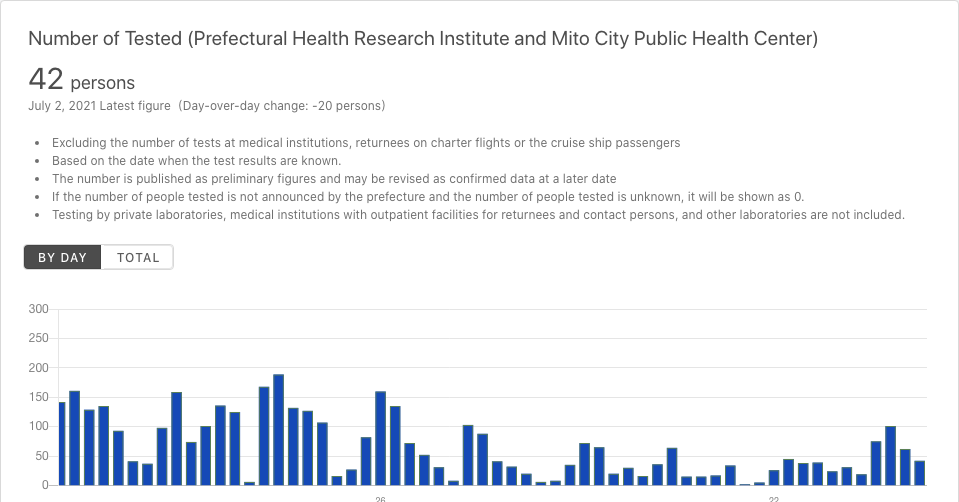 Number of Tested (Prefectural Health Research Institute and Mito City Public Health Center)
42 persons
July 2, 2021 Latest figure (Day-over-day change: -20 persons)
• Excluding the number of tests at medical institutions, returnees on charter flights or the cruise ship passengers
• Based on the date when the test results are known.
• The number is published as preliminary figures and may be revised as confirmed data at a later date
• If the number of people tested is not announced by the prefecture and the number of people tested is unknown, it will be shown as 0.
• Testing by private laboratories, medical institutions with outpatient facilities for returnees and contact persons, and other laboratories are not included.
BY DAY TOTAL
300
250
200
150
100
50
0
26 22